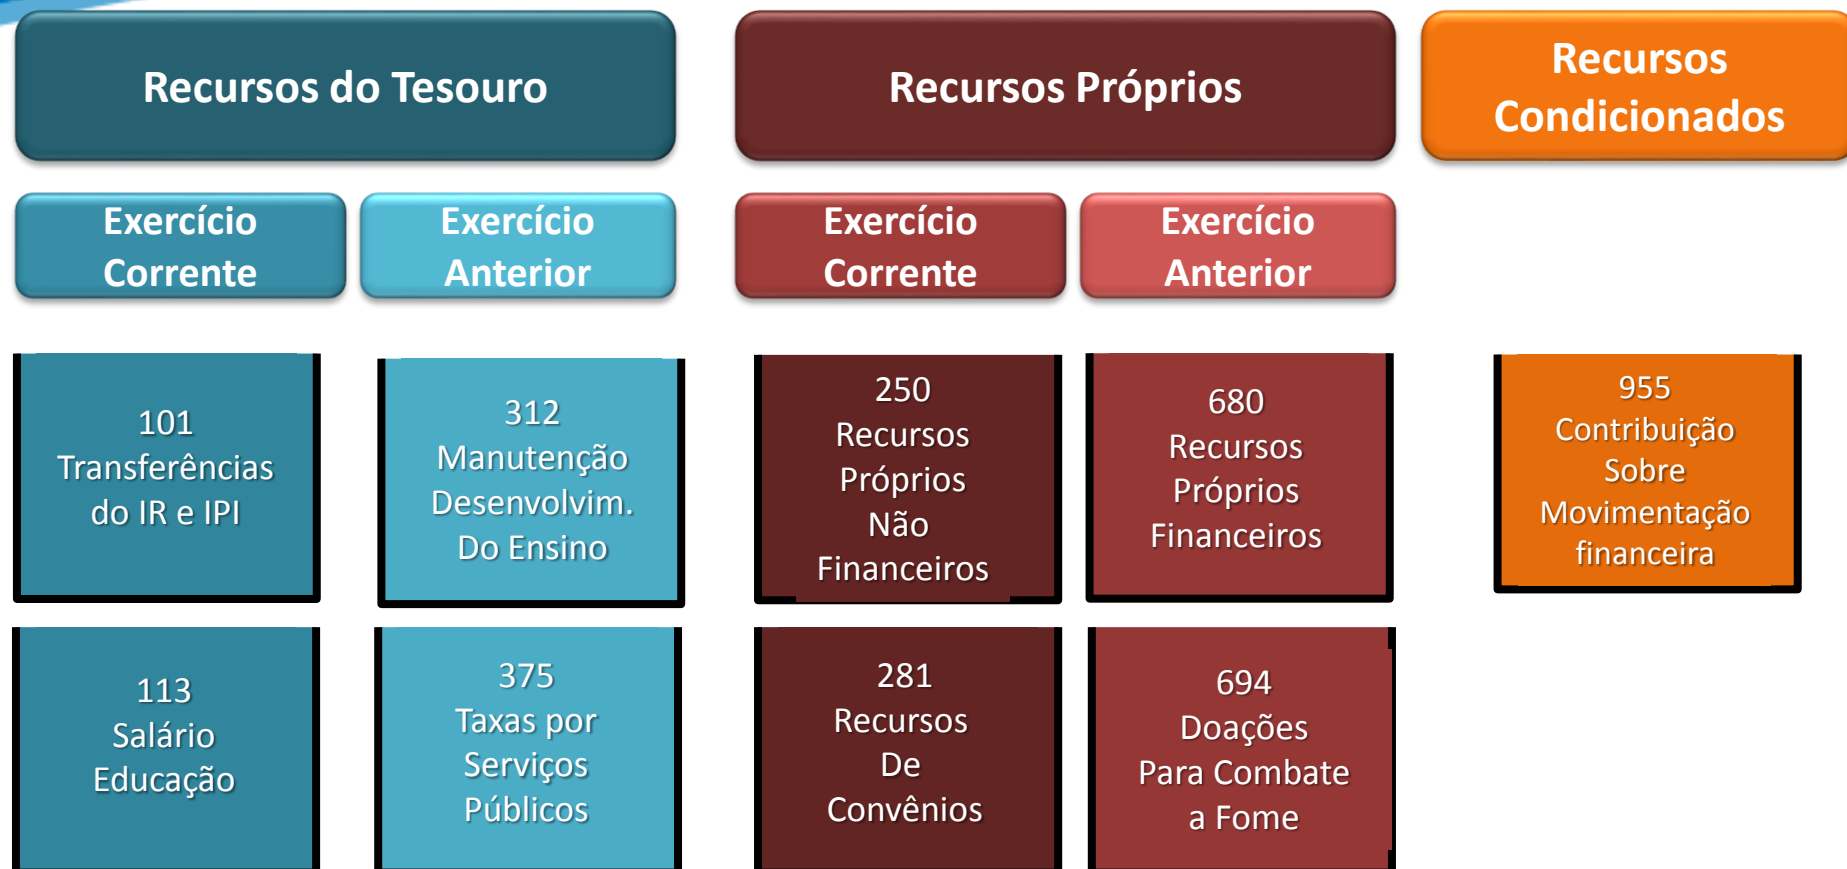 Recursos do Tesouro
Recursos Próprios
Recursos
Condicionados
Exercício
Corrente
Exercício
Anterior
Exercício
Corrente
Exercício
Anterior
101
Transferências
do IR e IPI
312
Manutenção
Desenvolvim.
Do Ensino
250
Recursos
Próprios
Não
Financeiros
680
Recursos
Próprios
Financeiros
955
Contribuição
Sobre
Movimentação
financeira
113
Salário
Educação
375
Taxas por
Serviços
Públicos
281
Recursos
De
Convênios
694
Doações
Para Combate
a Fome